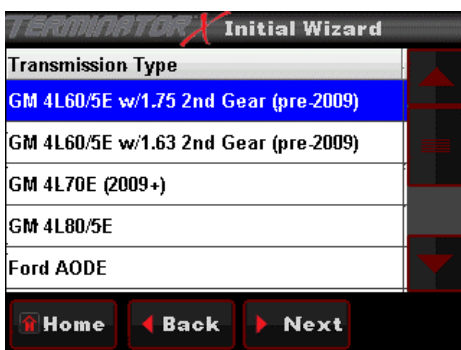 TERMINATOR X Initial Wizard
Transmission Type
GM 4L60/5E w/1.75 2nd Gear (pre-2009)
GM 4L60/5E w/1.63 2nd Gear (pre-2009)
GM 4L70E (2009+)
GM 4L80/5E
Ford AODE
Home Back Next